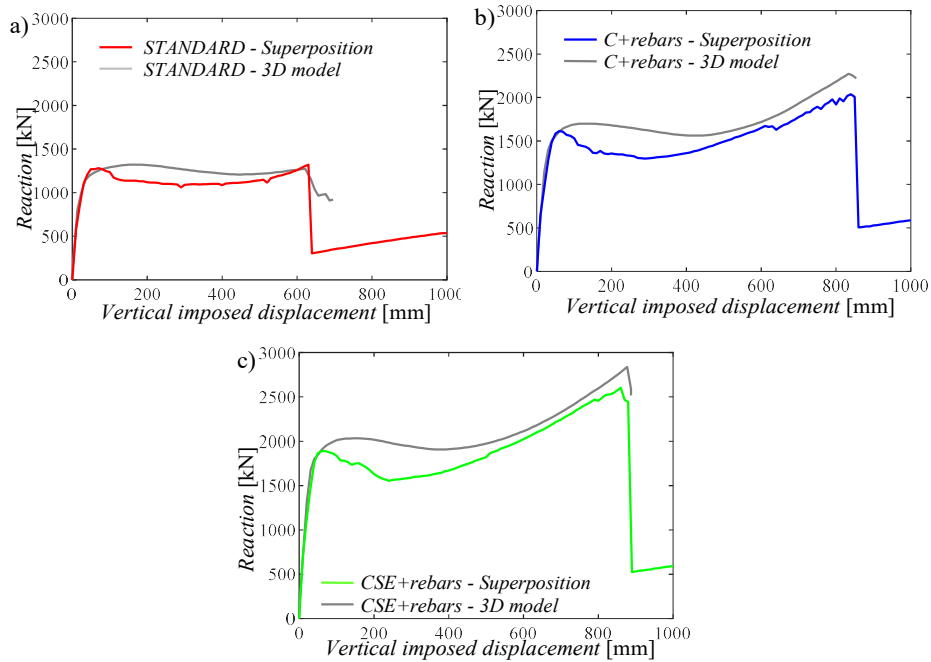 a)
3000
2500
2000
1500
1000
500
0
Reaction [kN]
STANDARD - Superposition
STANDARD - 3D model
0 200 400 600 800 1000
Vertical imposed displacement [mm]
b)
3000
2500
2000
1500
1000
500
0
Reaction [kN]
C+rebars - Superposition
C+rebars - 3D model
0 200 400 600 800 1000
Vertical imposed displacement [mm]
c)
3000
2500
2000
1500
1000
500
0
Reaction [kN]
CSE+rebars - Superposition
CSE+rebars - 3D model
0 200 400 600 800 1000
Vertical imposed displacement [mm]